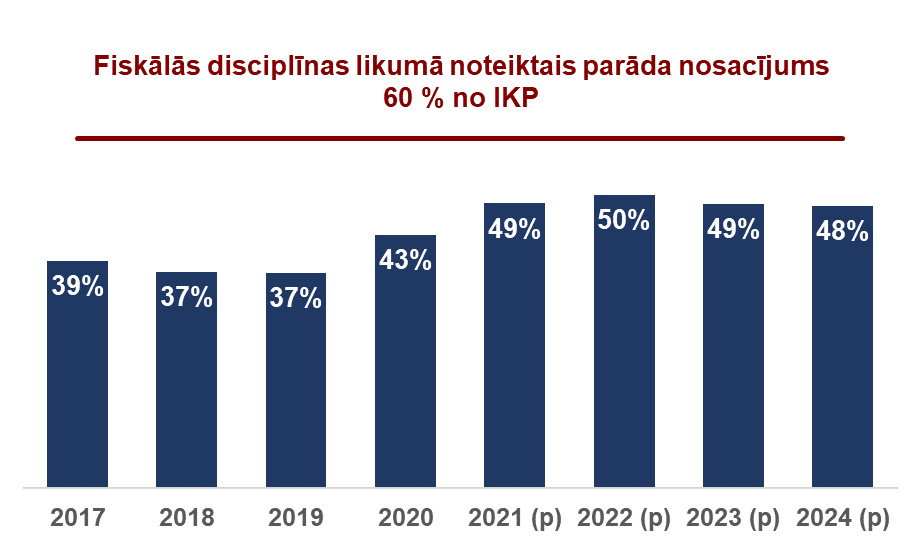 Fiskālās disciplīnas likumā noteiktais parāda nosacījums
60 % no IKP
39%
37%
37%
43%
49%
50%
49%
48%
2017
2018
2019
2020
2021 (p)
2022 (p)
2023 (p)
2024 (p)